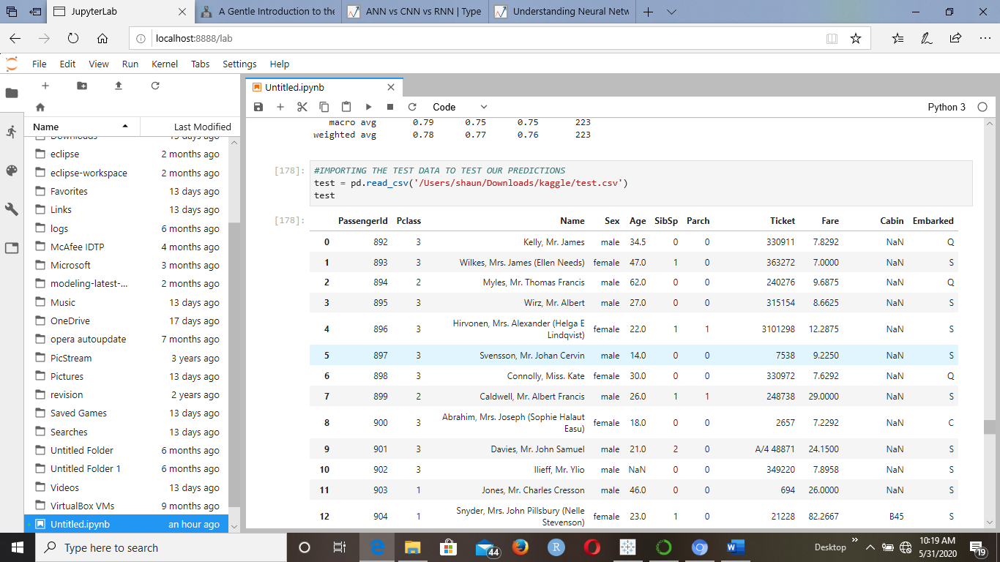 JupyterLab
A Gentle Introduction to the
ANN vs CNN vs RNN | Type
Understanding Neural Netw
localhost:8888/lab
File Edit View Run Kernel Tabs Settings Help
Untitled.ipynb
Code
Python 3
Name Last Modified
Downloads 13 days ago
eclipse 2 months ago
eclipse-workspace 2 months ago
Favorites 13 days ago
Links 13 days ago
logs 6 months ago
McAfee IDTP 4 months ago
Microsoft 3 months ago
modeling-latest-... 2 months ago
Music 13 days ago
OneDrive 17 days ago
opera autoupdate 7 months ago
PicStream 3 years ago
Pictures 13 days ago
revision 2 years ago
Saved Games 13 days ago
Searches 13 days ago
Untitled Folder 6 months ago
Untitled Folder 1 6 months ago
Videos 13 days ago
VirtualBox VMs 9 months ago
Untitled.ipynb an hour ago
macro avg 0.79 0.75 0.75 223
weighted avg 0.78 0.77 0.76 223
[178]: #IMPORTING THE TEST DATA TO TEST OUR PREDICTIONS
test = pd.read_csv('/Users/shaun/Downloads/kaggle/test.csv')
test
[178]: PassengerId Pclass Name Sex Age SibSp Parch Ticket Fare Cabin Embarked
0 892 3 Kelly, Mr. James male 34.5 0 0 330911 7.8292 NaN Q
1 893 3 Wilkes, Mrs. James (Ellen Needs) female 47.0 1 0 363272 7.0000 NaN S
2 894 2 Myles, Mr. Thomas Francis male 62.0 0 0 240276 9.6875 NaN Q
3 895 3 Wirz, Mr. Albert male 27.0 0 0 315154 8.6625 NaN S
4 896 3 Hirvonen, Mrs. Alexander (Helga E
Lindqvist) female 22.0 1 1 3101298 12.2875 NaN S
5 897 3 Svensson, Mr. Johan Cervin male 14.0 0 0 7538 9.2250 NaN S
6 898 3 Connolly, Miss. Kate female 30.0 0 0 330972 7.6292 NaN Q
7 899 2 Caldwell, Mr. Albert Francis male 26.0 1 1 248738 29.0000 NaN S
8 900 3 Abrahim, Mrs. Joseph (Sophie Halaut
Easu) female 18.0 0 0 2657 7.2292 NaN C
9 901 3 Davies, Mr. John Samuel male 21.0 2 0 A/4 48871 24.1500 NaN S
10 902 3 Ilieff, Mr. Ylio male NaN 0 0 349220 7.8958 NaN S
11 903 1 Jones, Mr. Charles Cresson male 46.0 0 0 694 26.0000 NaN S
12 904 1 Snyder, Mrs. John Pillsbury (Nelle
Stevenson) female 23.0 1 0 21228 82.2667 B45 S
Type here to search
44
R
W
Desktop
10:19 AM
5/31/2020
19